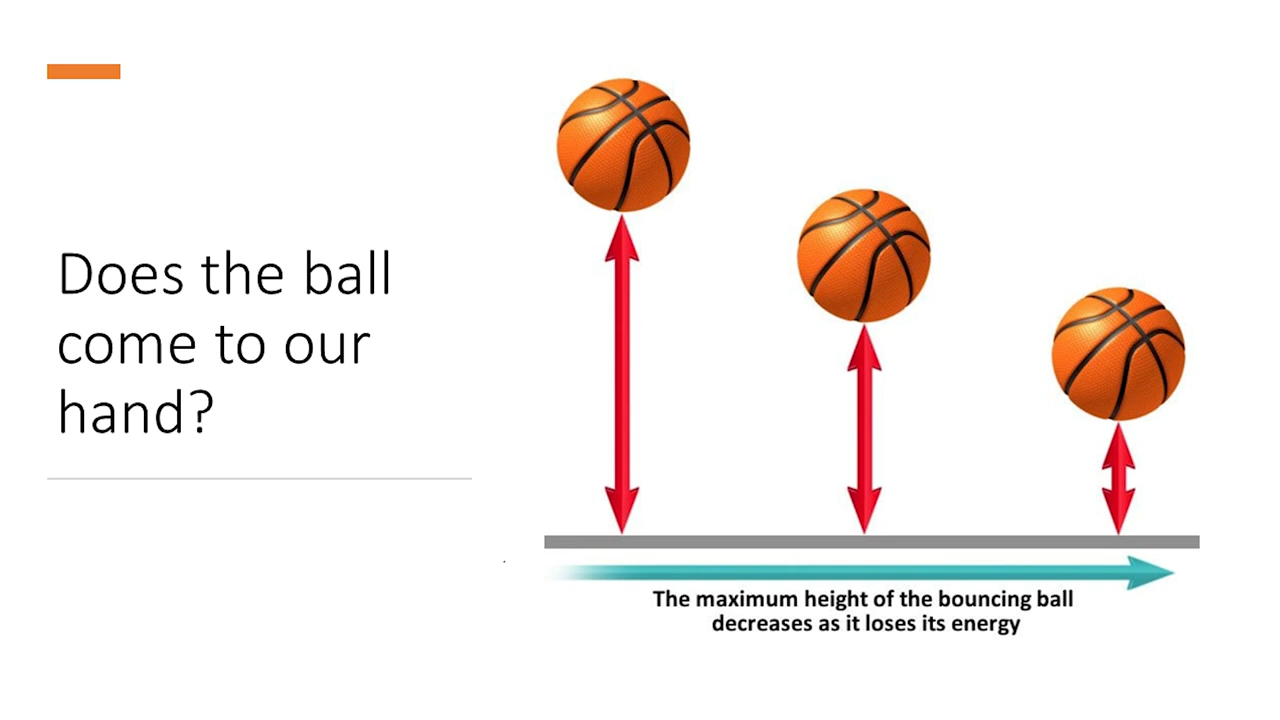 Does the ball
come to our
hand?
The maximum height of the bouncing ball
decreases as it loses its energy